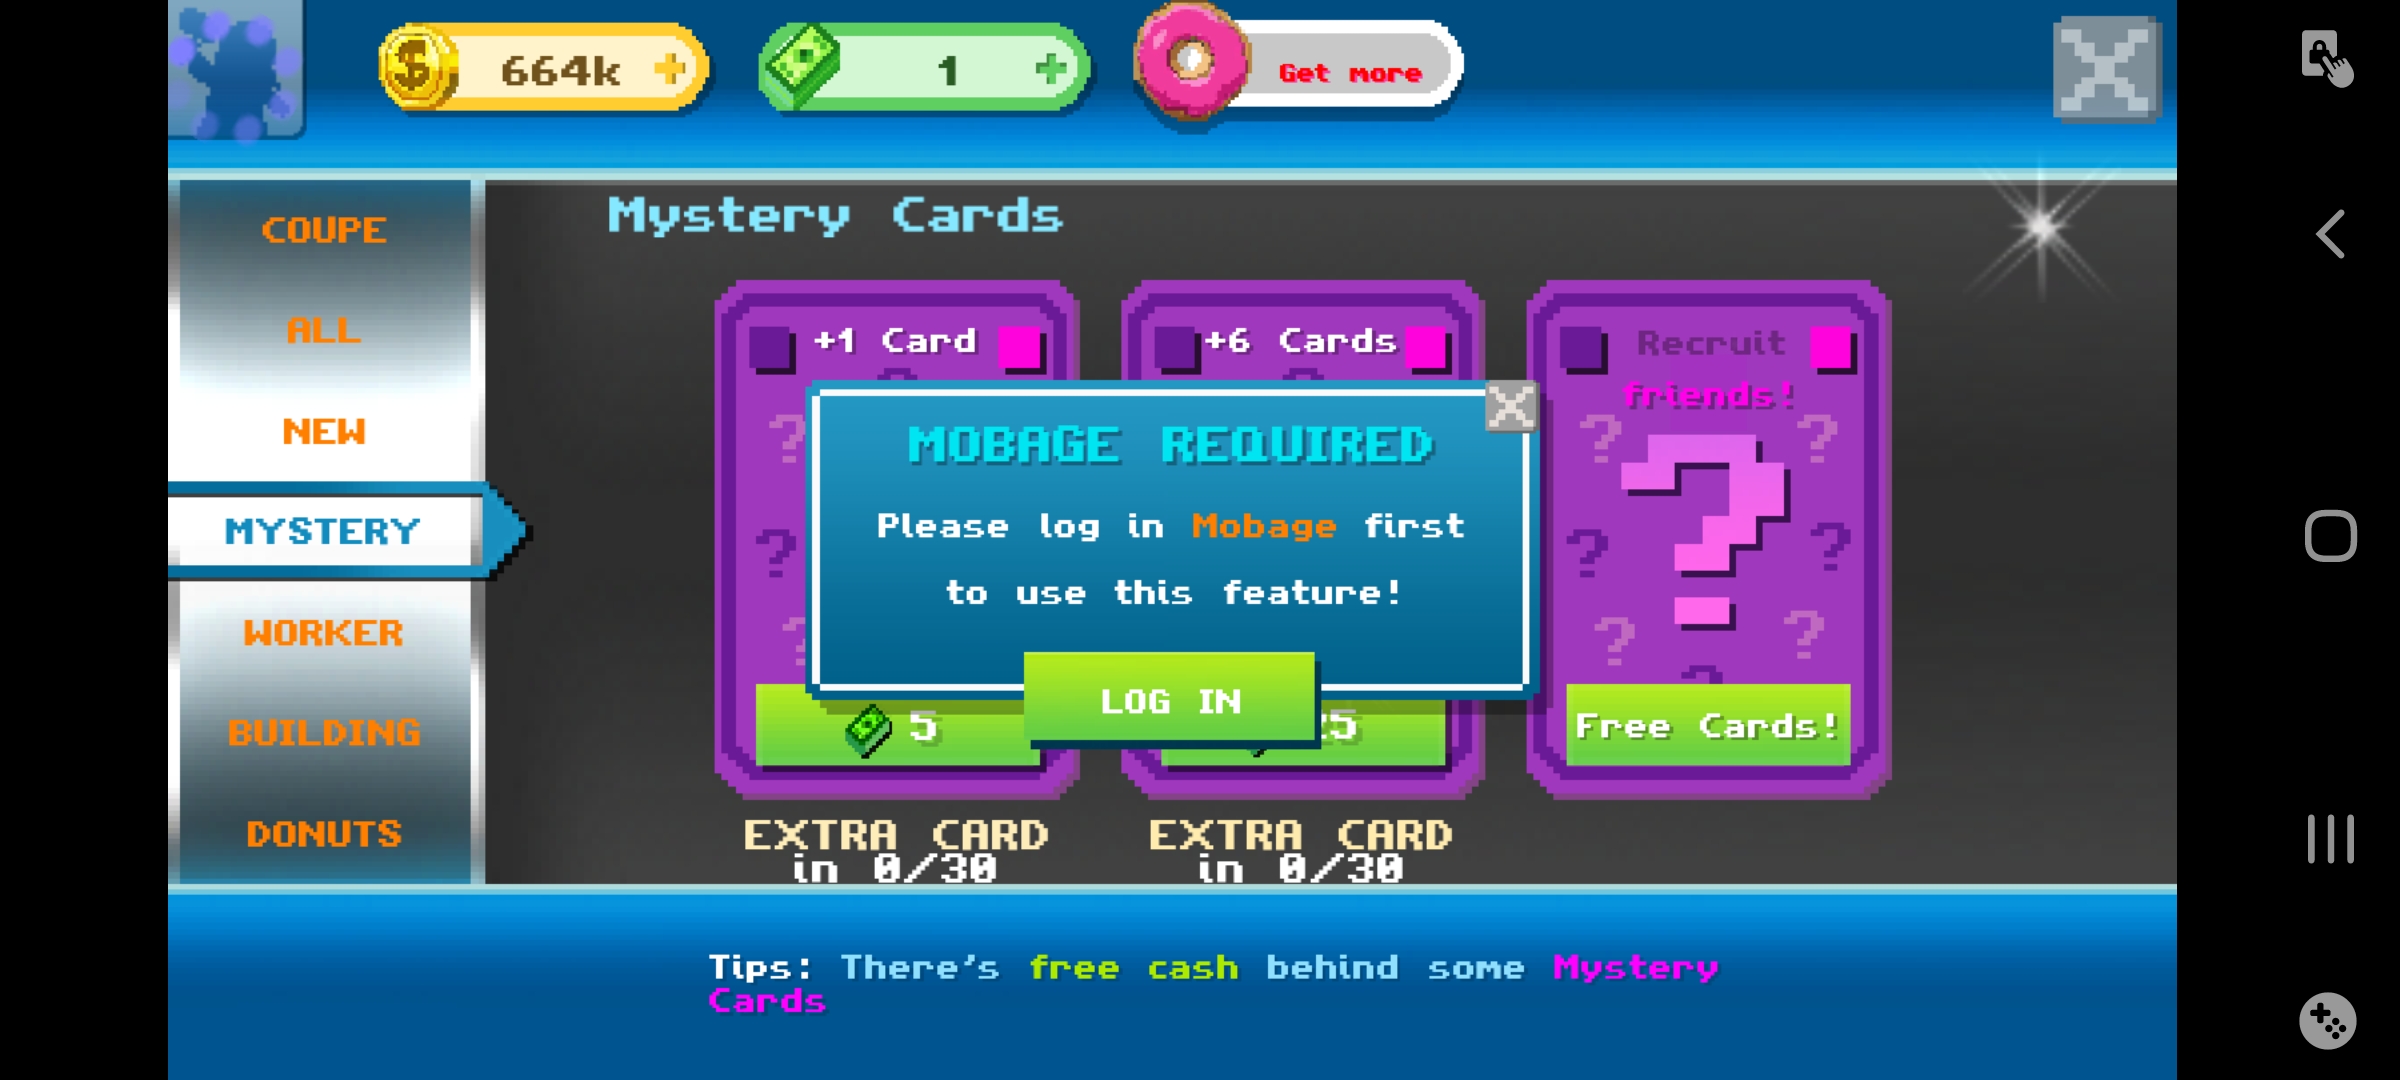 664k
1
Get more
Mystery Cards
COUPE
ALL
NEW
MYSTERY
WORKER
BUILDING
DONUTS
+1 Card
+6 Cards
Recruit
friends!
MOBAGE REQUIRED
Please log in Mobage first
to use this feature!
LOG IN
5
25
Free Cards!
EXTRA CARD
in 0/30
EXTRA CARD
in 0/30
Tips: There's free cash behind some Mystery
Cards